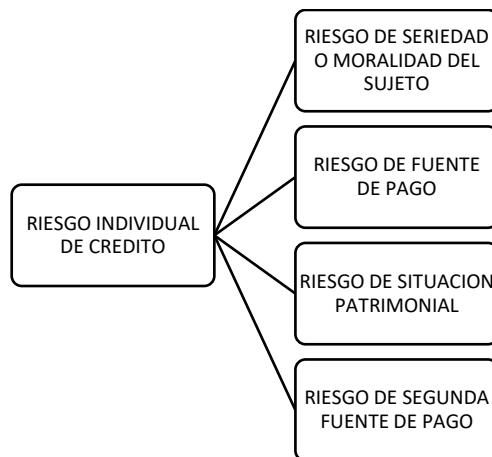 RIESGO DE SERIEDAD
O MORALIDAD DEL
SUJETO
RIESGO DE FUENTE
DE PAGO
RIESGO INDIVIDUAL
DE CREDITO
RIESGO DE SITUACION
PATRIMONIAL
RIESGO DE SEGUNDA
FUENTE DE PAGO